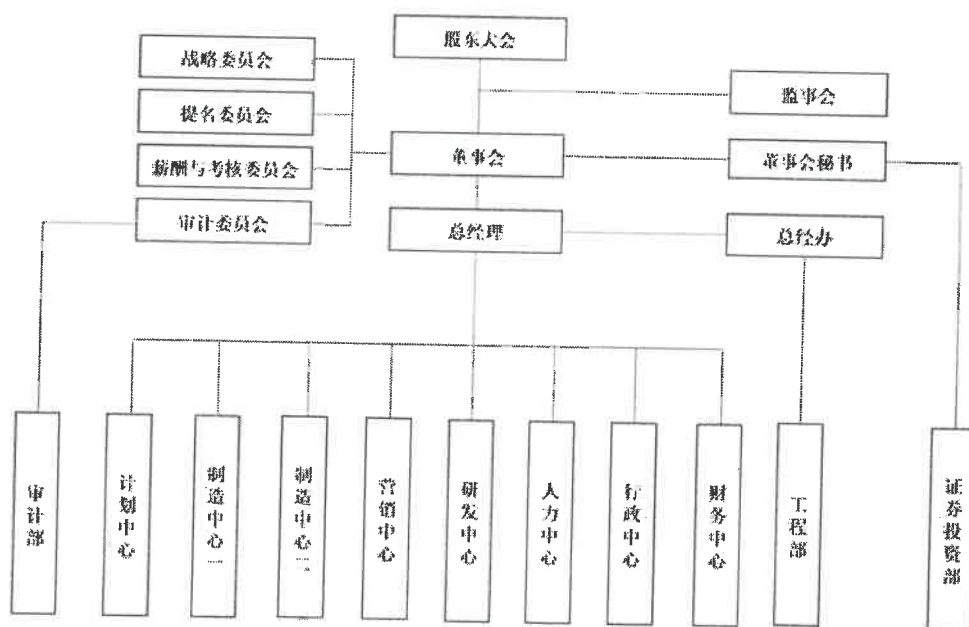 股东大会
战略委员会
监事会
提名委员会
董事会
董事会秘书
薪酬与考核委员会
审计委员会
总经理
总经办
审计部
计划中心
制造中心一
制造中心二
营销中心
研发中心
人力中心
行政中心
财务中心
工程部
证券投资部